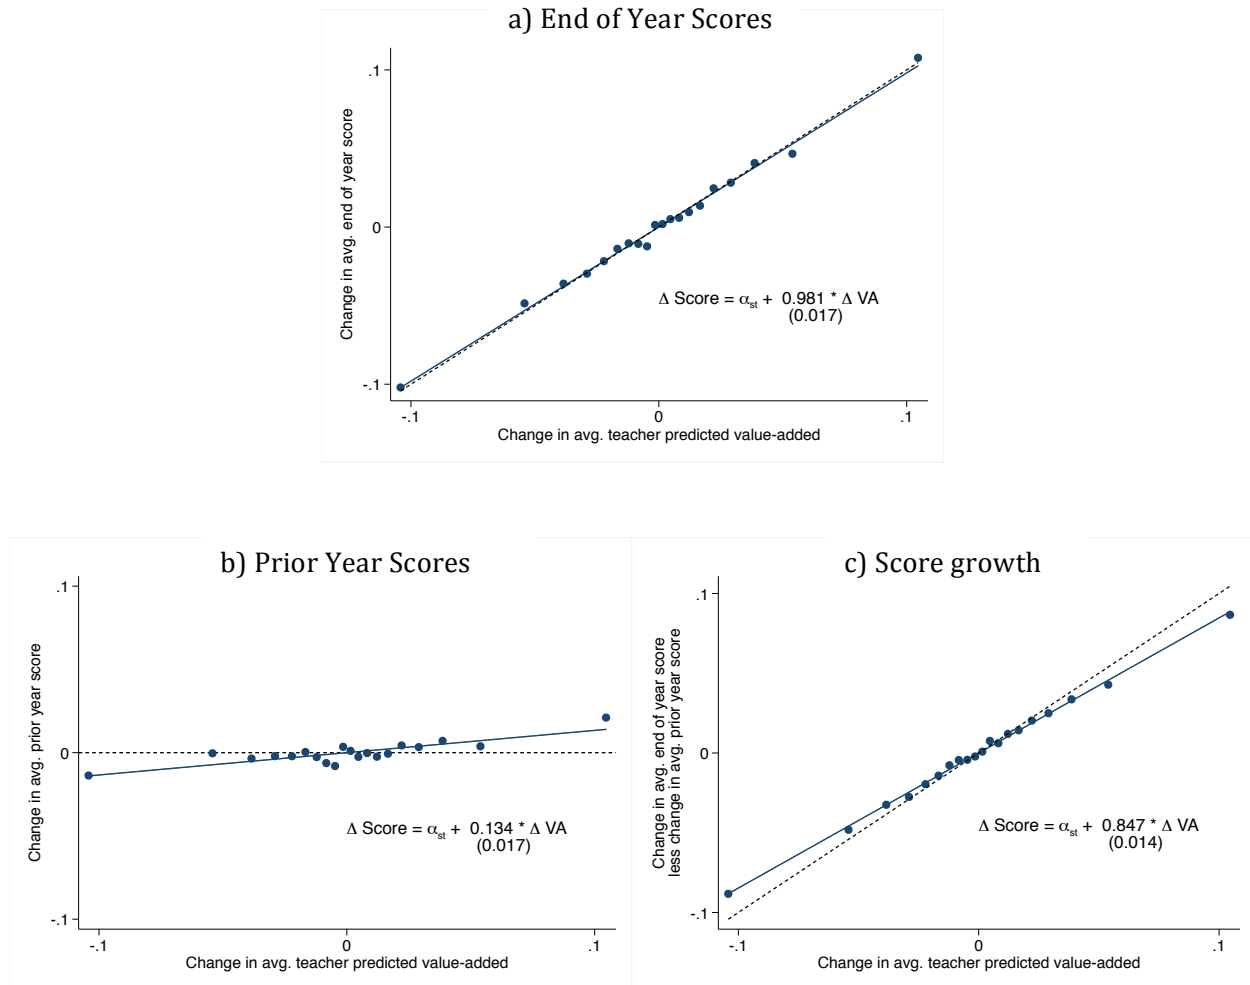 a) End of Year Scores
Change in avg. end of year score
.1
0
-.1
Δ Score = αst + 0.981 * Δ VA
(0.017)
-.1 0 .1
Change in avg. teacher predicted value-added
b) Prior Year Scores
Change in avg. prior year score
.1
0
-.1
Δ Score = αst + 0.134 * Δ VA
(0.017)
-.1 0 .1
Change in avg. teacher predicted value-added
c) Score growth
Change in avg. end of year score
less change in avg. prior year score
.1
0
-.1
Δ Score = αst + 0.847 * Δ VA
(0.014)
-.1 0 .1
Change in avg. teacher predicted value-added